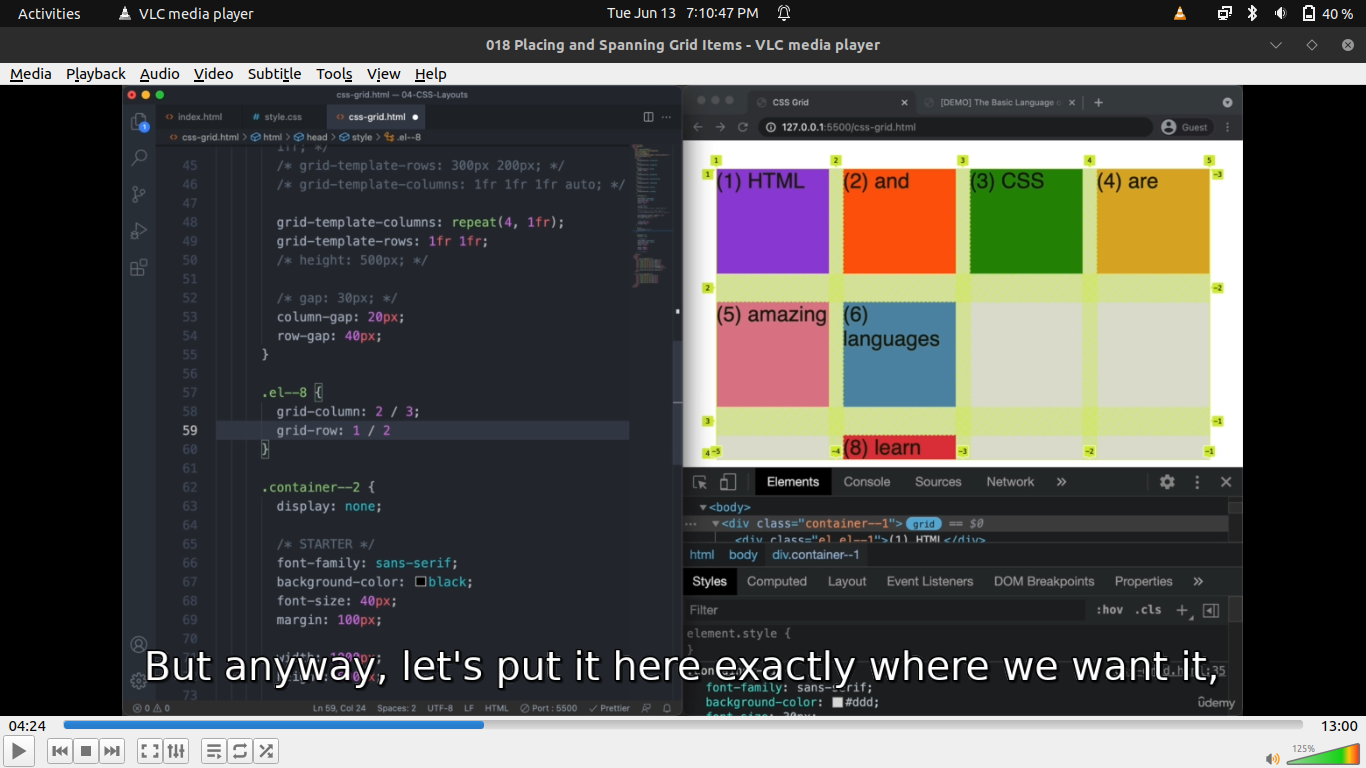 Activities VLC media player Tue Jun 13 7:10:47 PM 40 %
018 Placing and Spanning Grid Items - VLC media player
Media Playback Audio Video Subtitle Tools View Help
css-grid.html — 04-CSS-Layouts
index.html # style.css css-grid.html
css-grid.html > html > head > style > .el--8
1fr; */
45 /* grid-template-rows: 300px 200px; */
46 /* grid-template-columns: 1fr 1fr 1fr auto; */
47
48 grid-template-columns: repeat(4, 1fr);
49 grid-template-rows: 1fr 1fr;
50 /* height: 500px; */
51
52 /* gap: 30px; */
53 column-gap: 20px;
54 row-gap: 40px;
55 }
56
57 .el--8 {
58 grid-column: 2 / 3;
59 grid-row: 1 / 2
60 }
61
62 .container--2 {
63 display: none;
64
65 /* STARTER */
66 font-family: sans-serif;
67 background-color: black;
68 font-size: 40px;
69 margin: 100px;
70
73
0 0 Ln 59, Col 24 Spaces: 2 UTF-8 LF HTML Port : 5500 Prettier
CSS Grid [DEMO] The Basic Language
127.0.0.1:5500/css-grid.html Guest
1 2 3 4 5
1 (1) HTML (2) and (3) CSS (4) are -3
2 -2
(5) amazing (6)
languages
3 -1
4 -5 -4 (8) learn -3 -2 -1
Elements Console Sources Network »
<body>
<div class="container--1"> grid == $0
<div class="el el--1">(1) HTML</div>
html body div.container--1
Styles Computed Layout Event Listeners DOM Breakpoints Properties »
Filter :hov .cls +
element.style {
}
font-family: sans-serif;
background-color: #ddd;
ûdemy
But anyway, let's put it here exactly where we want it,
04:24 13:00
125%